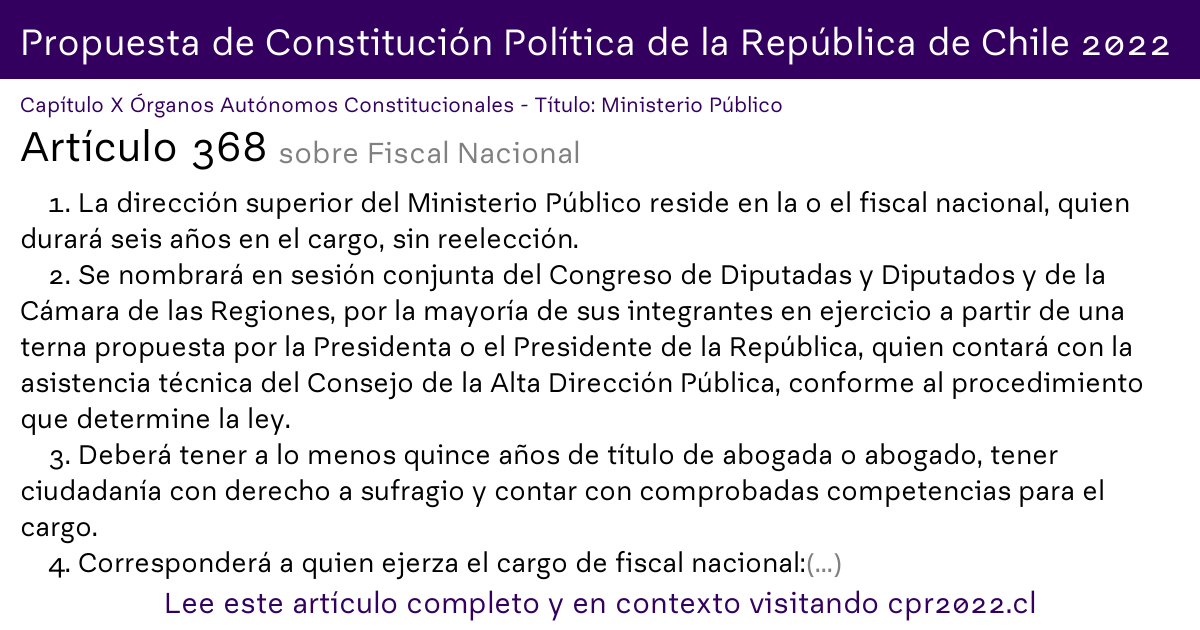 Propuesta de Constitución Política de la República de Chile 2022
Capítulo X Órganos Autónomos Constitucionales - Título: Ministerio Público
Artículo 368 sobre Fiscal Nacional
1. La dirección superior del Ministerio Público reside en la o el fiscal nacional, quien
durará seis años en el cargo, sin reelección.
2. Se nombrará en sesión conjunta del Congreso de Diputadas y Diputados y de la
Cámara de las Regiones, por la mayoría de sus integrantes en ejercicio a partir de una
terna propuesta por la Presidenta o el Presidente de la República, quien contará con la
asistencia técnica del Consejo de la Alta Dirección Pública, conforme al procedimiento
que determine la ley.
3. Deberá tener a lo menos quince años de título de abogada o abogado, tener
ciudadanía con derecho a sufragio y contar con comprobadas competencias para el
cargo.
4. Corresponderá a quien ejerza el cargo de fiscal nacional:(...)
Lee este artículo completo y en contexto visitando cpr2022.cl